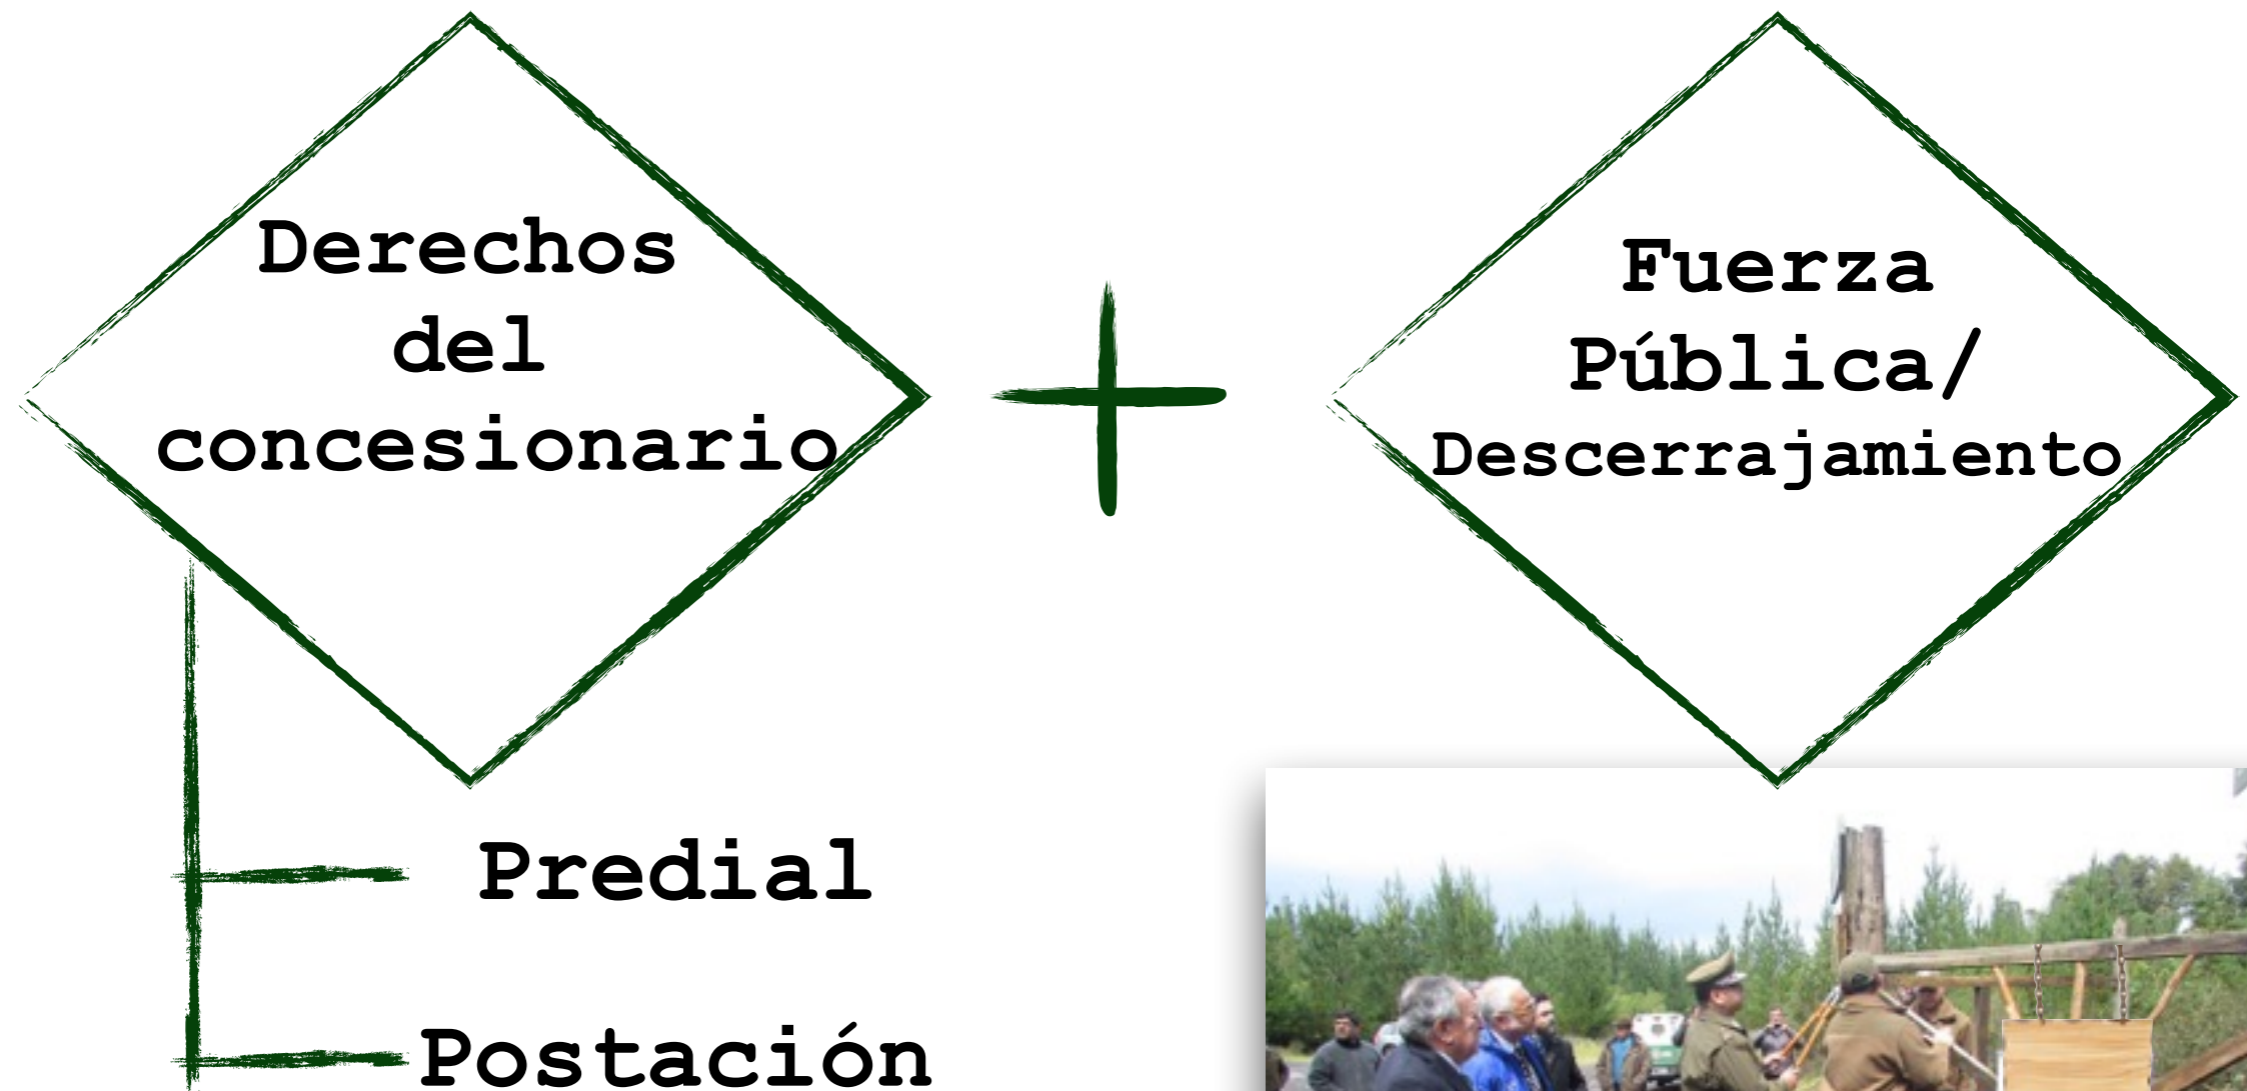 Derechos
del
concesionario
Fuerza
Pública/
Descerrajamiento
Predial
Postación